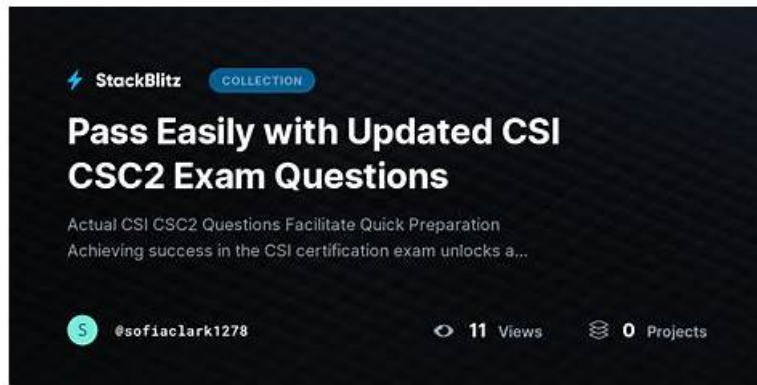 StackBlitz COLLECTION
Pass Easily with Updated CSI
CSC2 Exam Questions
Actual CSI CSC2 Questions Facilitate Quick Preparation
Achieving success in the CSI certification exam unlocks a...
S @sofiaclark1278 11 Views 0 Projects